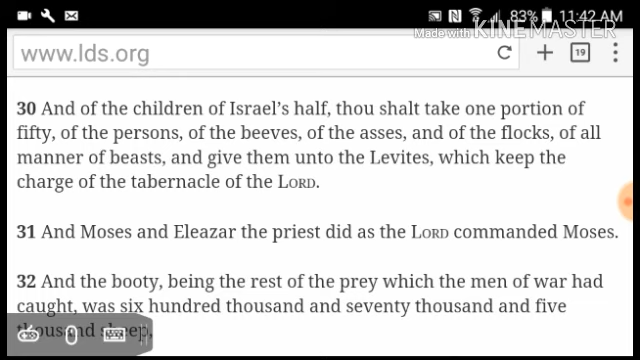 83% 11:42 AM
Made with KINEMASTER
www.lds.org
19
30 And of the children of Israel’s half, thou shalt take one portion of
fifty, of the persons, of the beeves, of the asses, and of the flocks, of all
manner of beasts, and give them unto the Levites, which keep the
charge of the tabernacle of the LORD.
31 And Moses and Eleazar the priest did as the LORD commanded Moses.
32 And the booty, being the rest of the prey which the men of war had
caught, was six hundred thousand and seventy thousand and five
thousand sheep,